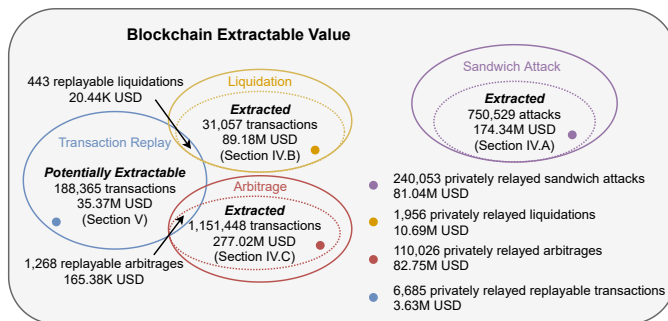 Blockchain Extractable Value
443 replayable liquidations
20.44K USD
Liquidation
Extracted
31,057 transactions
89.18M USD
(Section IV.B)
Sandwich Attack
Extracted
750,529 attacks
174.34M USD
(Section IV.A)
Transaction Replay
Potentially Extractable
188,365 transactions
35.37M USD
(Section V)
Arbitrage
Extracted
1,151,448 transactions
277.02M USD
(Section IV.C)
1,268 replayable arbitrages
165.38K USD
240,053 privately relayed sandwich attacks
81.04M USD
1,956 privately relayed liquidations
10.69M USD
110,026 privately relayed arbitrages
82.75M USD
6,685 privately relayed replayable transactions
3.63M USD